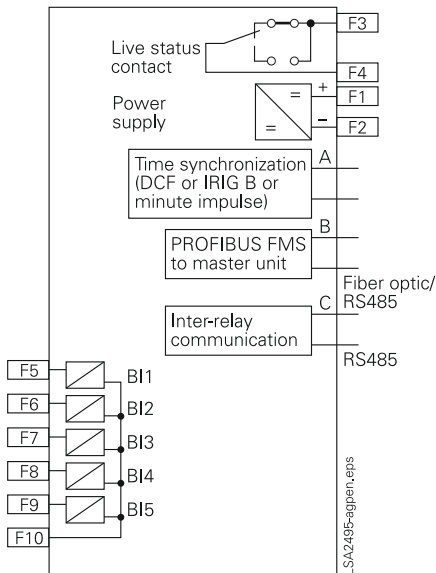 F3
Live status
contact
F4
+
F1
Power
supply
=
=
−
F2
A
Time synchronization
(DCF or IRIG B or
minute impulse)
B
PROFIBUS FMS
to master unit
Fiber optic/
RS485
C
Inter-relay
communication
RS485
F5
BI1
F6
BI2
F7
BI3
F8
BI4
F9
BI5
F10
LSA2495-agpen.eps